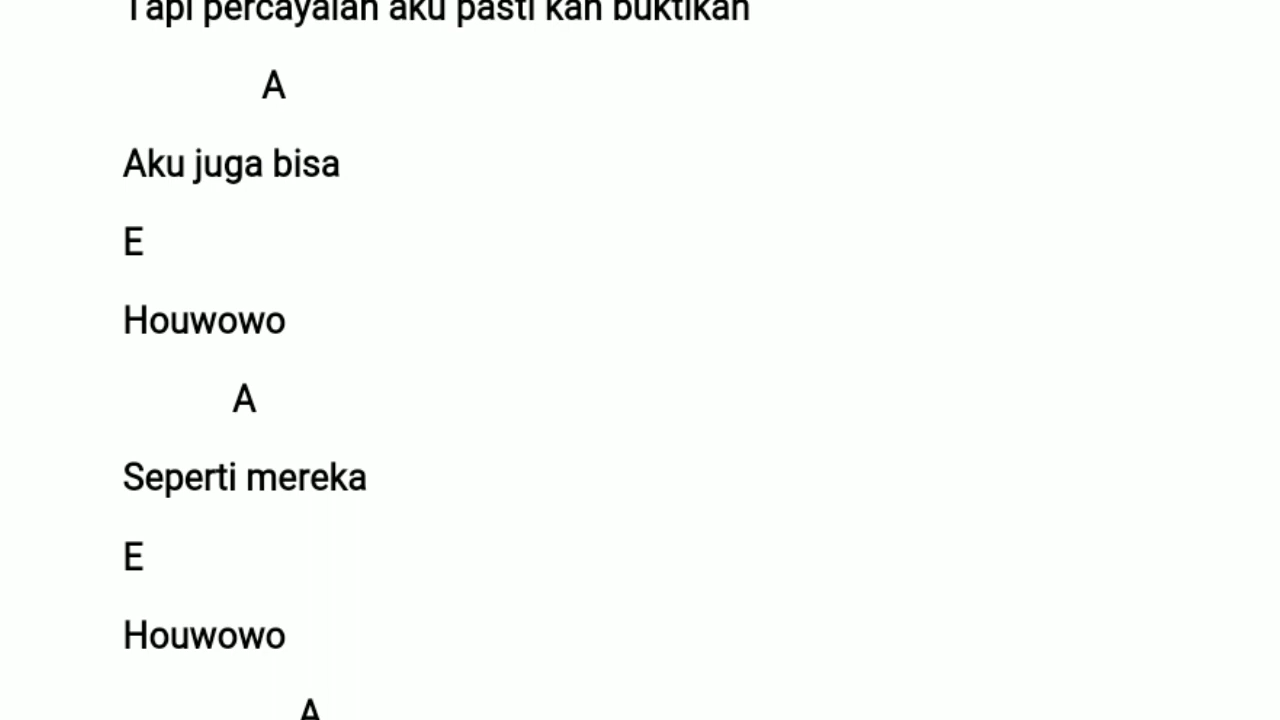 Tapi percayalah aku pasti kan buktikan
A
Aku juga bisa
E
Houwowo
A
Seperti mereka
E
Houwowo
A